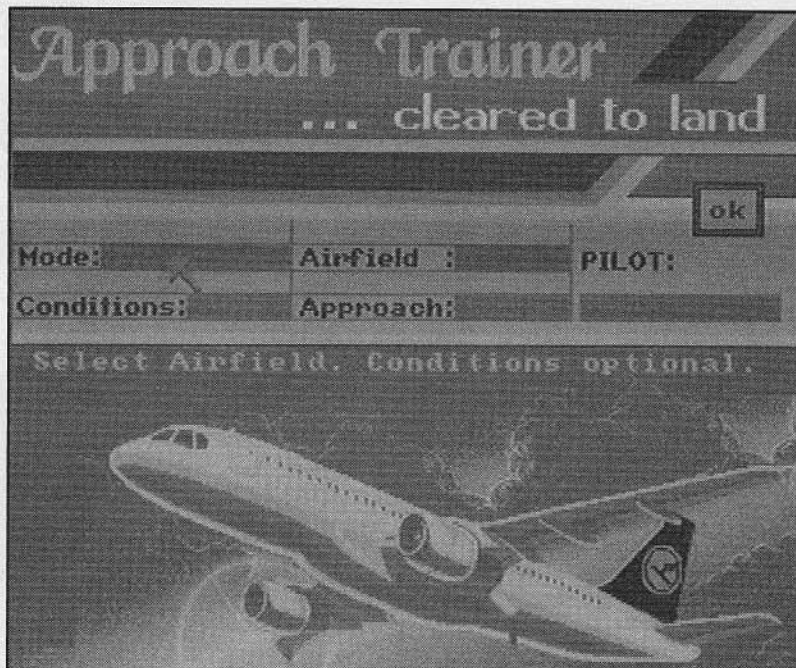 Approach Trainer
... cleared to land
ok
Mode: Airfield : PILOT:
Conditions: Approach:
Select Airfield. Conditions optional.